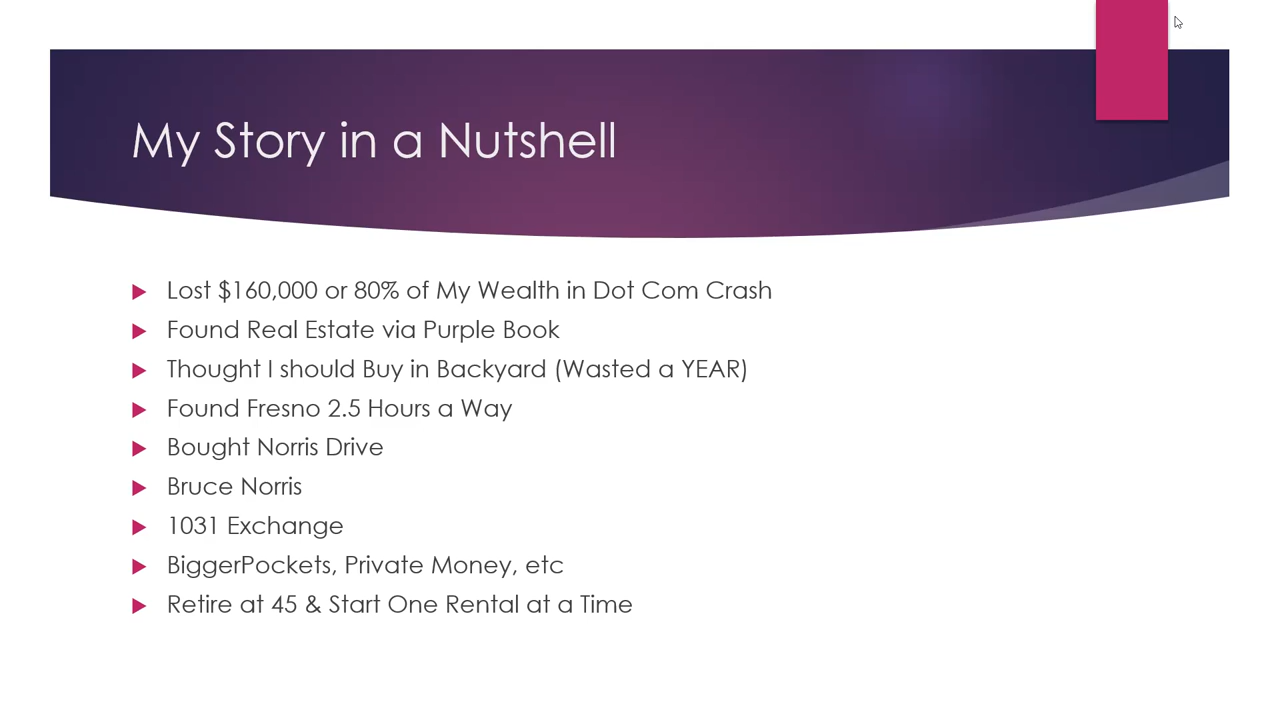 My Story in a Nutshell
Lost $160,000 or 80% of My Wealth in Dot Com Crash
Found Real Estate via Purple Book
Thought I should Buy in Backyard (Wasted a YEAR)
Found Fresno 2.5 Hours a Way
Bought Norris Drive
Bruce Norris
1031 Exchange
BiggerPockets, Private Money, etc
Retire at 45 & Start One Rental at a Time